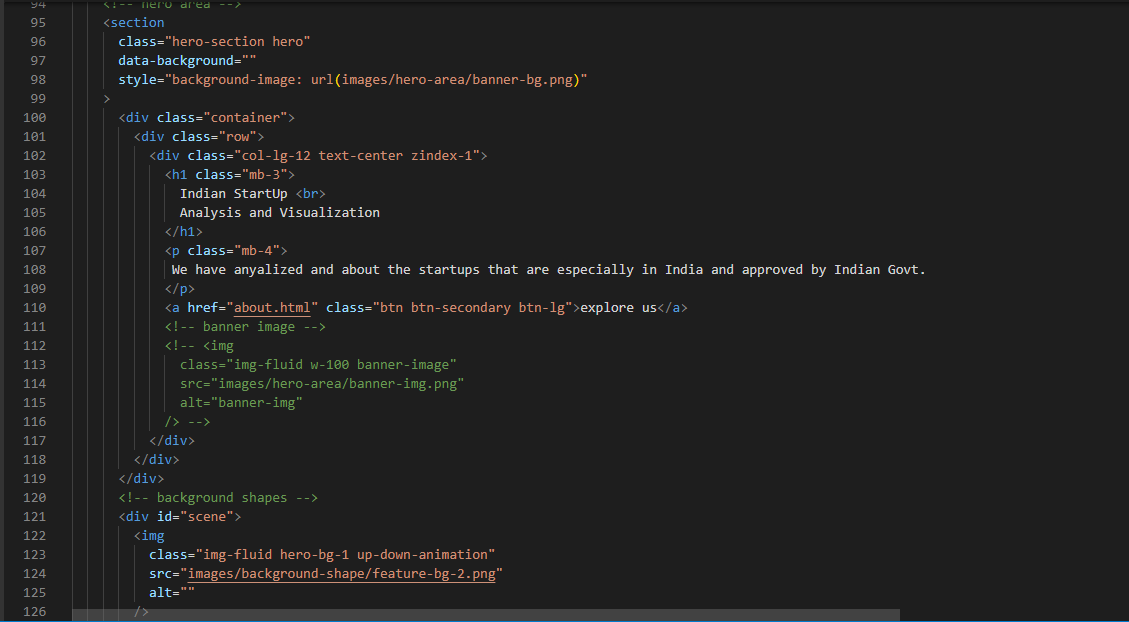 94 <!-- hero area -->
95 <section
96 class="hero-section hero"
97 data-background=""
98 style="background-image: url(images/hero-area/banner-bg.png)"
99 >
100 <div class="container">
101 <div class="row">
102 <div class="col-lg-12 text-center zindex-1">
103 <h1 class="mb-3">
104 Indian StartUp <br>
105 Analysis and Visualization
106 </h1>
107 <p class="mb-4">
108 We have anyalized and about the startups that are especially in India and approved by Indian Govt.
109 </p>
110 <a href="about.html" class="btn btn-secondary btn-lg">explore us</a>
111 <!-- banner image -->
112 <!-- <img
113 class="img-fluid w-100 banner-image"
114 src="images/hero-area/banner-img.png"
115 alt="banner-img"
116 /> -->
117 </div>
118 </div>
119 </div>
120 <!-- background shapes -->
121 <div id="scene">
122 <img
123 class="img-fluid hero-bg-1 up-down-animation"
124 src="images/background-shape/feature-bg-2.png"
125 alt=""
126 />